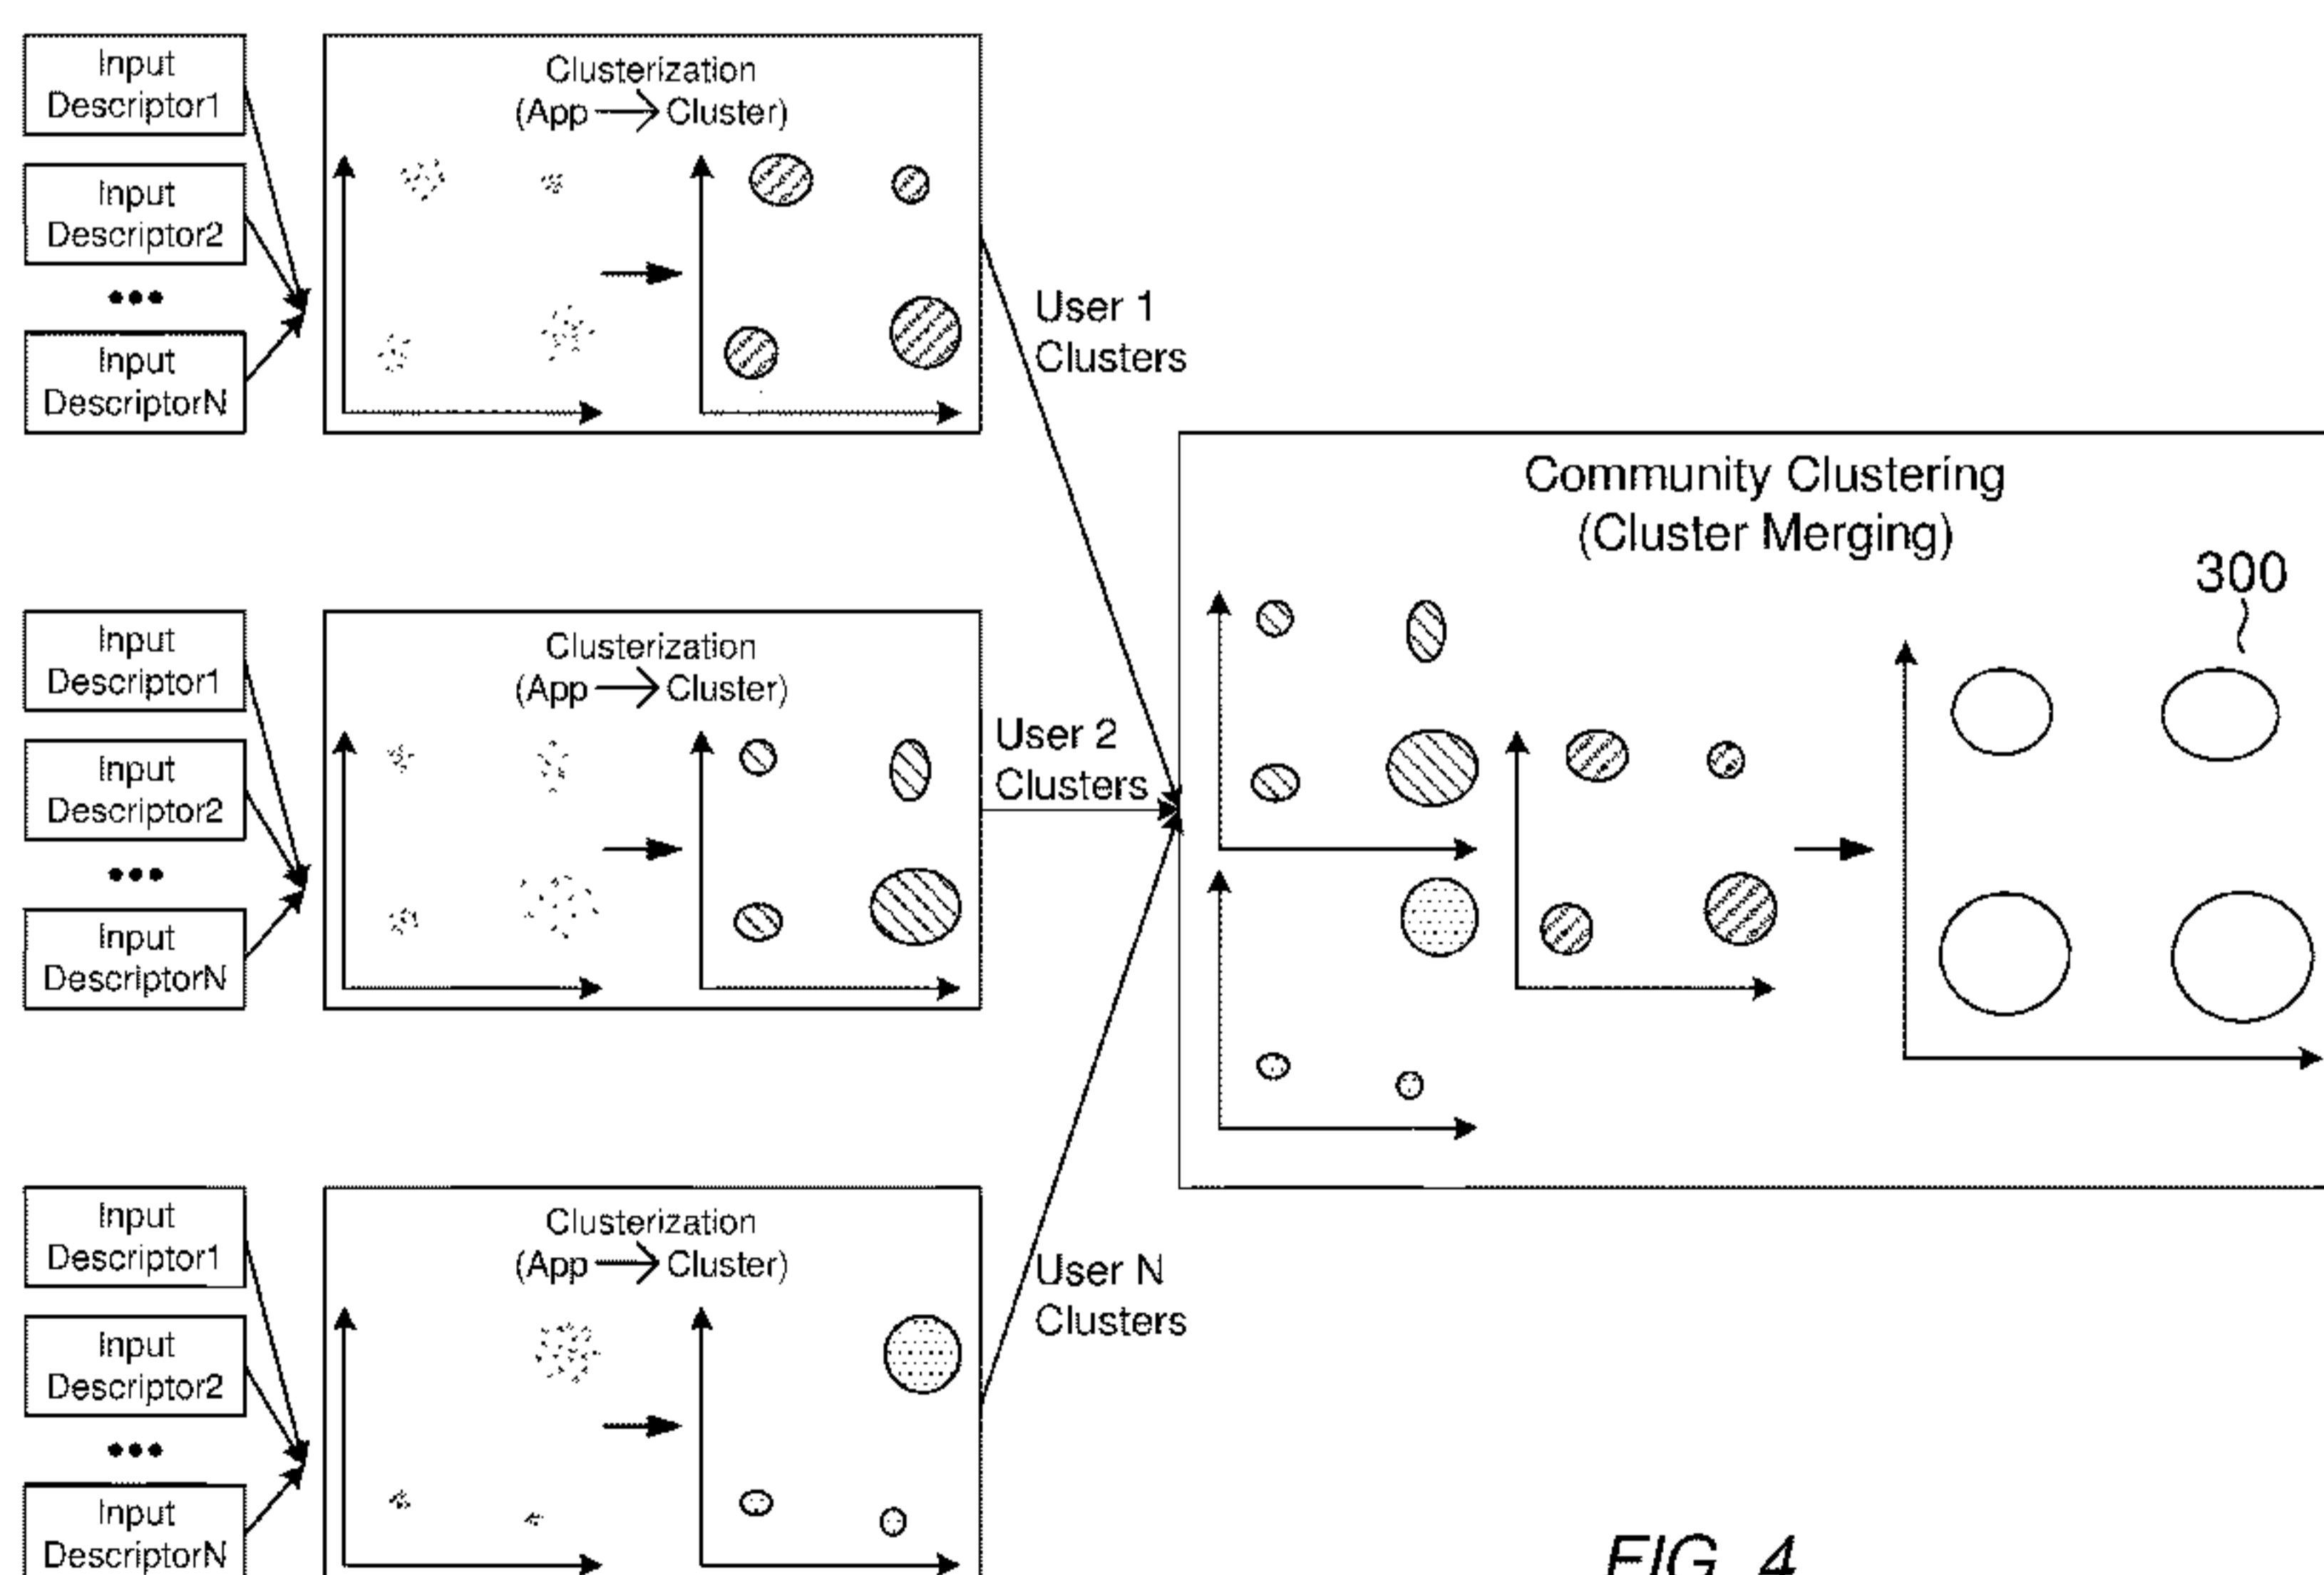 Input
Descriptor1
Input
Descriptor2
•••
Input
DescriptorN
Clusterization
(App → Cluster)
User 1
Clusters
Input
Descriptor1
Input
Descriptor2
•••
Input
DescriptorN
Clusterization
(App → Cluster)
User 2
Clusters
Community Clustering
(Cluster Merging)
300
Input
Descriptor1
Input
Descriptor2
•••
Input
DescriptorN
Clusterization
(App → Cluster)
User N
Clusters
FIG. 4